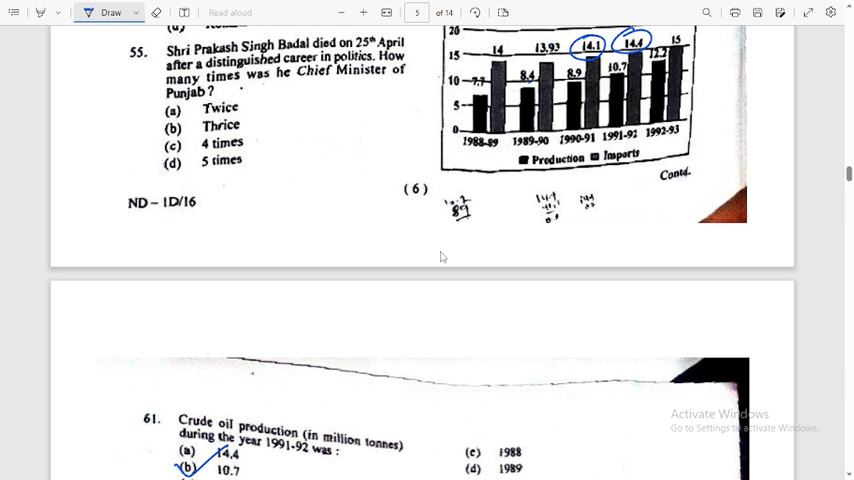 Draw
Read aloud
5
of 14
55. Shri Prakash Singh Badal died on 25th April
after a distinguished career in politics. How
many times was he Chief Minister of
Punjab ?
(a) Twice
(b) Thrice
(c) 4 times
(d) 5 times
ND – 1D/16
(6)
20
15
10
5
0
7.7 14 8.4 13.93 8.9 14.1 10.7 14.4 12.2 15
1988-89 1989-90 1990-91 1991-92 1992-93
Production Imports
Contd.
61. Crude oil production (in million tonnes)
during the year 1991-92 was :
(a) 14.4
(b) 10.7
(c) 1988
(d) 1989
Activate Windows
Go to Settings to activate Windows.